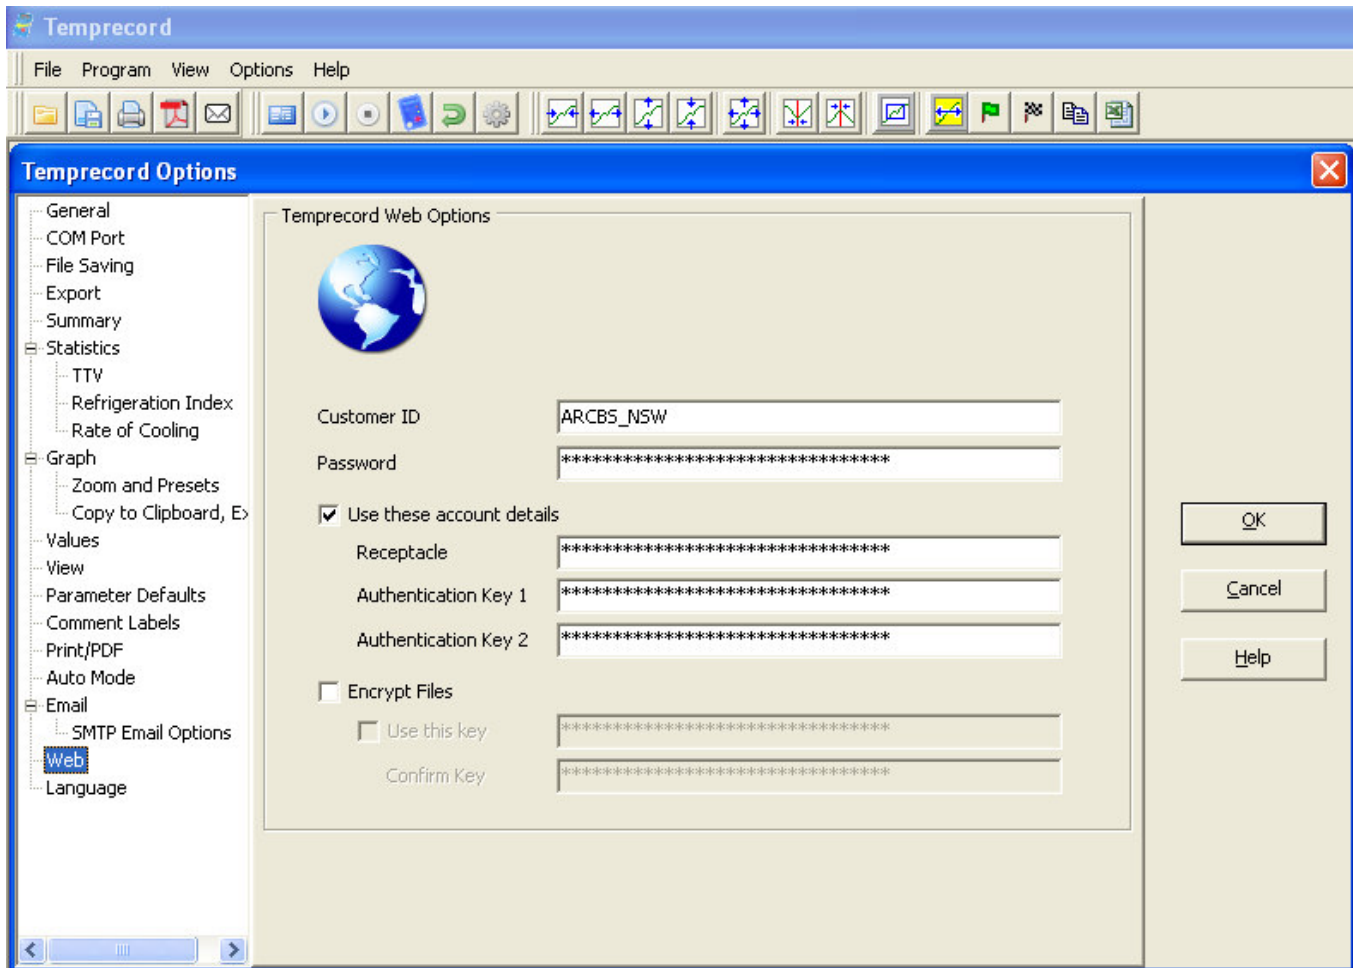 Temprecord
File Program View Options Help
Temprecord Options
General
COM Port
File Saving
Export
Summary
Statistics
TTV
Refrigeration Index
Rate of Cooling
Graph
Zoom and Presets
Copy to Clipboard, Ex
Values
View
Parameter Defaults
Comment Labels
Print/PDF
Auto Mode
Email
SMTP Email Options
Web
Language
Temprecord Web Options
Customer ID ARCBS_NSW
Password ********************************
Use these account details
Receptacle ********************************
Authentication Key 1 ********************************
Authentication Key 2 ********************************
Encrypt Files
Use this key ********************************
Confirm Key ********************************
OK
Cancel
Help